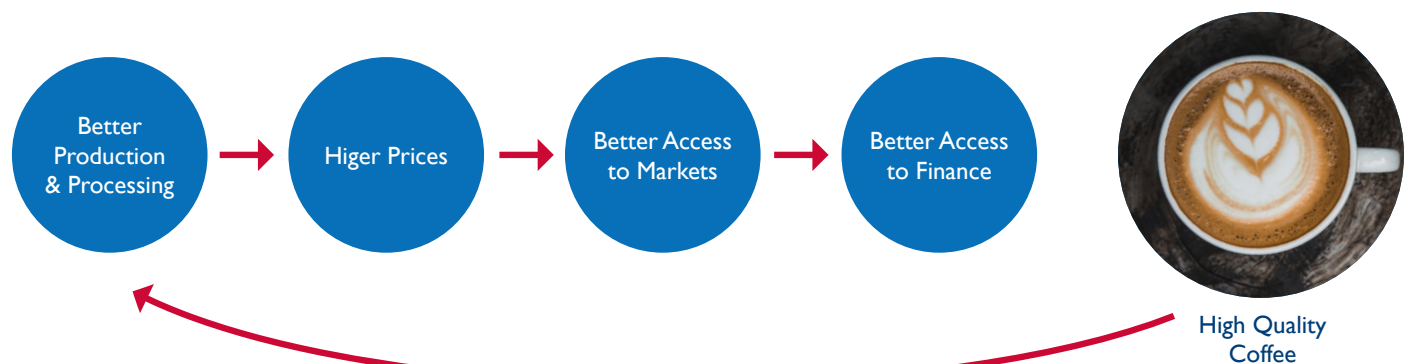 Better
Production
& Processing
Higer Prices
Better Access
to Markets
Better Access
to Finance
High Quality
Coffee